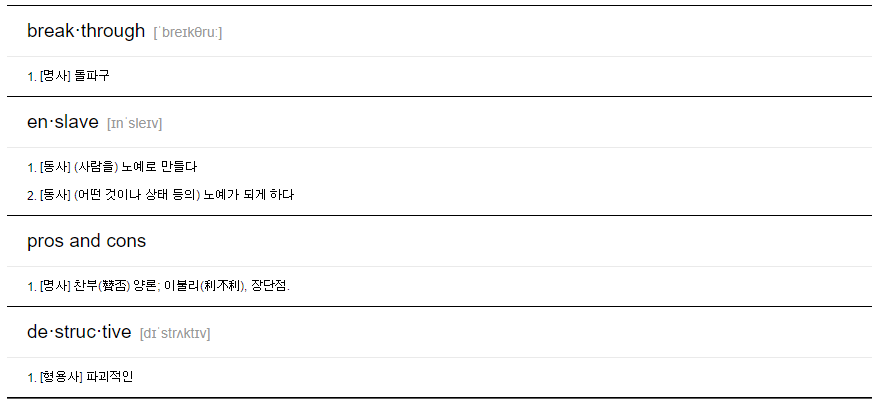 break·through [ˈbreɪkθruː]
1. [명사] 돌파구
en·slave [ɪnˈsleɪv]
1. [동사] (사람을) 노예로 만들다
2. [동사] (어떤 것이나 상태 등의) 노예가 되게 하다
pros and cons
1. [명사] 찬부(贊否) 양론; 이불리(利不利), 장단점.
de·struc·tive [dɪˈstrʌktɪv]
1. [형용사] 파괴적인